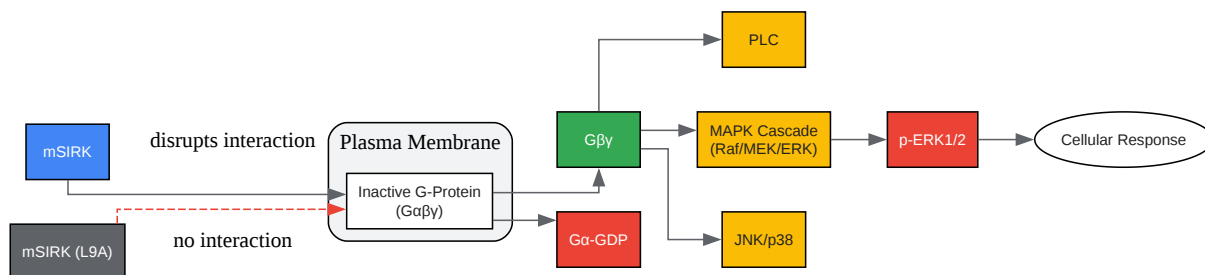 PLC
mSIRK
disrupts interaction
Plasma Membrane
Gβγ
MAPK Cascade
(Raf/MEK/ERK)
p-ERK1/2
Cellular Response
Inactive G-Protein
(Gαβγ)
mSIRK (L9A)
no interaction
Gα-GDP
JNK/p38